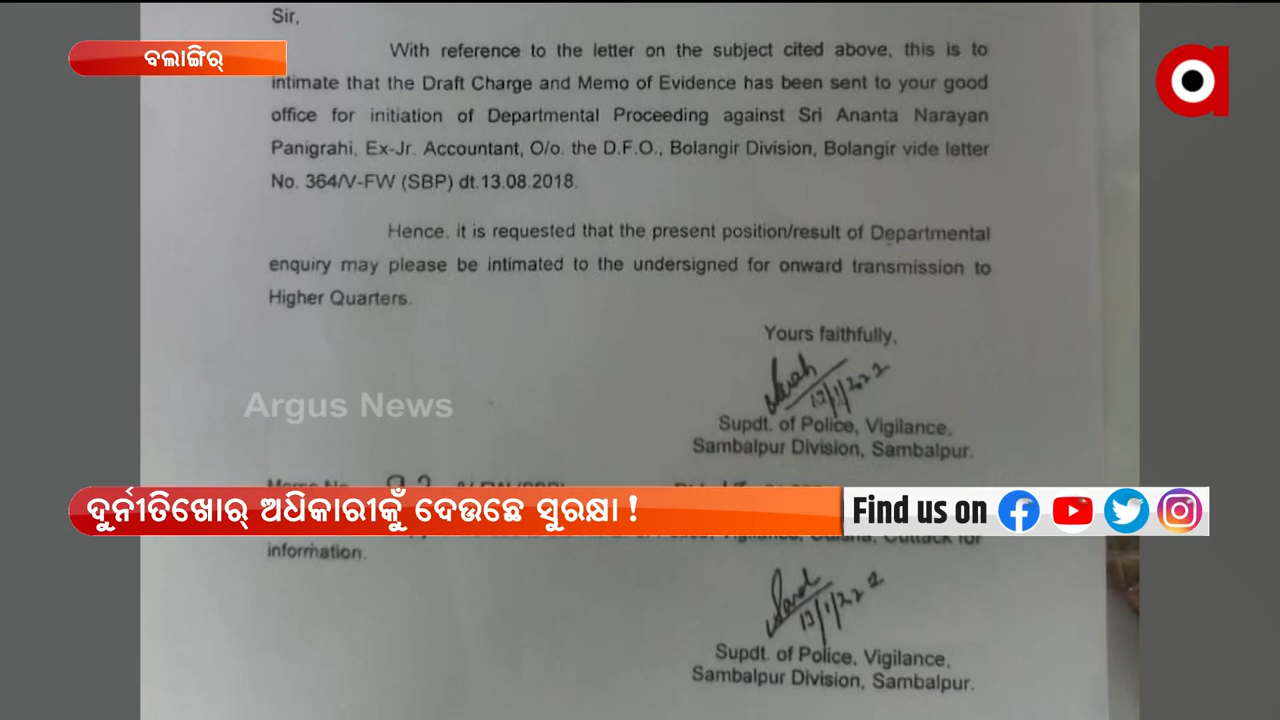 Sir,
ବଲାଙ୍ଗିର୍
With reference to the letter on the subject cited above, this is to
intimate that the Draft Charge and Memo of Evidence has been sent to your good
office for initiation of Departmental Proceeding against Sri Ananta Narayan
Panigrahi, Ex-Jr. Accountant, O/o. the D.F.O., Bolangir Division, Bolangir vide letter
No. 364/V-FW (SBP) dt.13.08.2018.
Hence, it is requested that the present position/result of Departmental
enquiry may please be intimated to the undersigned for onward transmission to
Higher Quarters.
Yours faithfully,
Argus News
Supdt. of Police, Vigilance,
Sambalpur Division, Sambalpur.
ଦୁର୍ନୀତିଖୋର୍ ଅଧିକାରୀଙ୍କୁ ଦେଉଛେ ସୁରକ୍ଷା !
Find us on
information.
Supdt. of Police, Vigilance,
Sambalpur Division, Sambalpur.